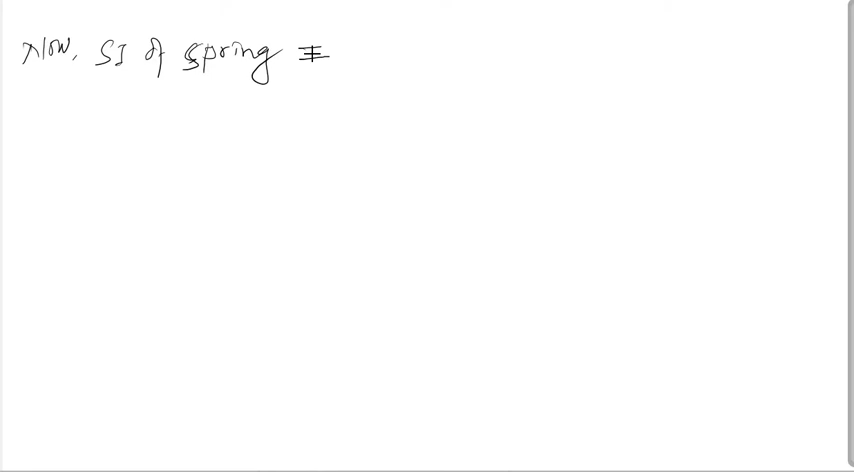 Now, SI of spring =